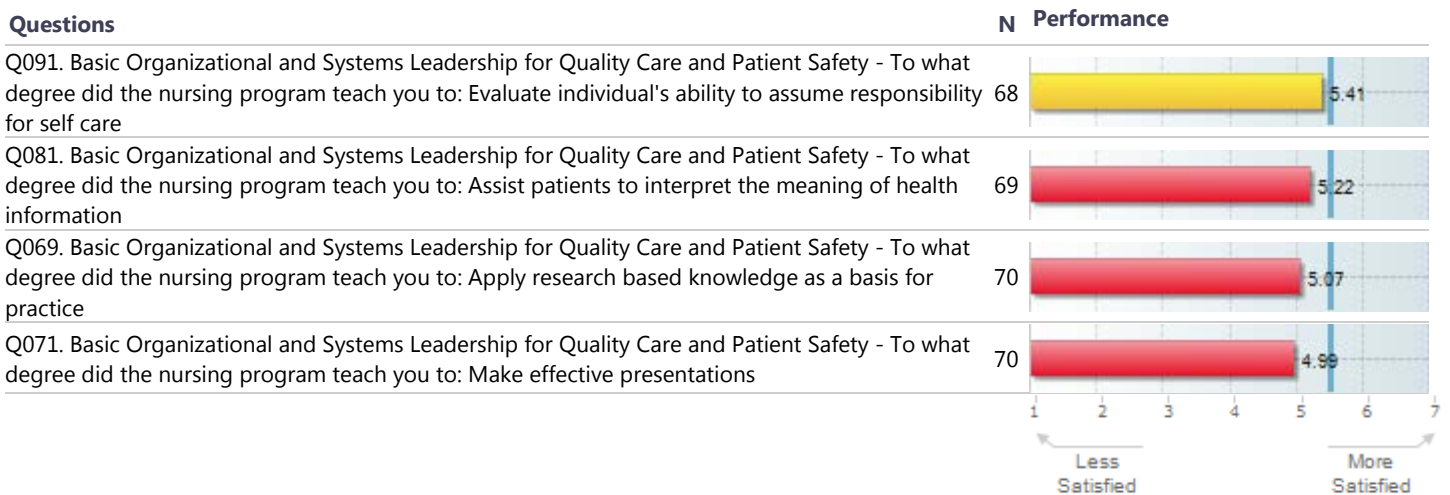 Questions N Performance
Q091. Basic Organizational and Systems Leadership for Quality Care and Patient Safety - To what
degree did the nursing program teach you to: Evaluate individual's ability to assume responsibility 68 5.41
for self care
Q081. Basic Organizational and Systems Leadership for Quality Care and Patient Safety - To what
degree did the nursing program teach you to: Assist patients to interpret the meaning of health 69 5.22
information
Q069. Basic Organizational and Systems Leadership for Quality Care and Patient Safety - To what
degree did the nursing program teach you to: Apply research based knowledge as a basis for 70 5.07
practice
Q071. Basic Organizational and Systems Leadership for Quality Care and Patient Safety - To what
degree did the nursing program teach you to: Make effective presentations 70 4.99
1 2 3 4 5 6 7
Less More
Satisfied Satisfied